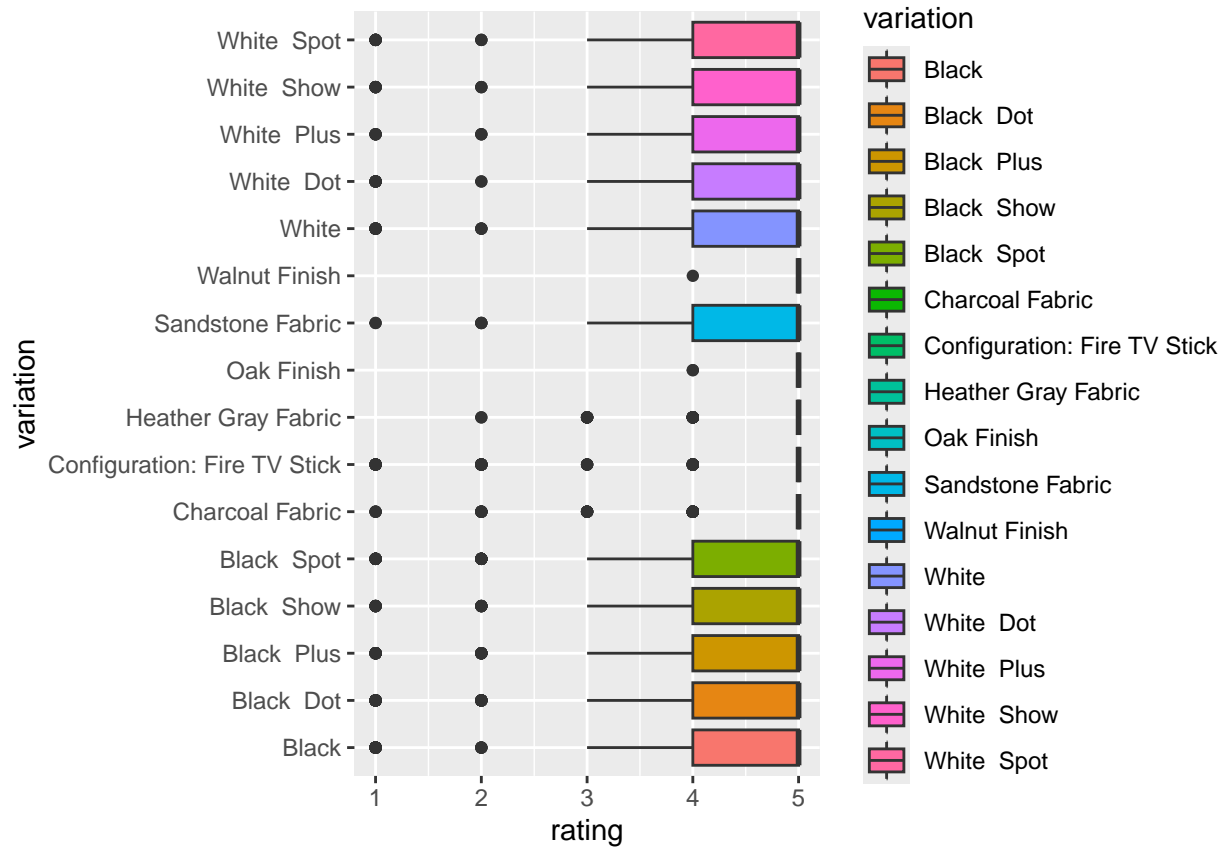 White  Spot
White  Show
White  Plus
White  Dot
White
Walnut Finish
Sandstone Fabric
Oak Finish
Heather Gray Fabric
Configuration: Fire TV Stick
Charcoal Fabric
Black  Spot
Black  Show
Black  Plus
Black  Dot
Black
variation
1 2 3 4 5
rating
variation
Black
Black  Dot
Black  Plus
Black  Show
Black  Spot
Charcoal Fabric
Configuration: Fire TV Stick
Heather Gray Fabric
Oak Finish
Sandstone Fabric
Walnut Finish
White
White  Dot
White  Plus
White  Show
White  Spot